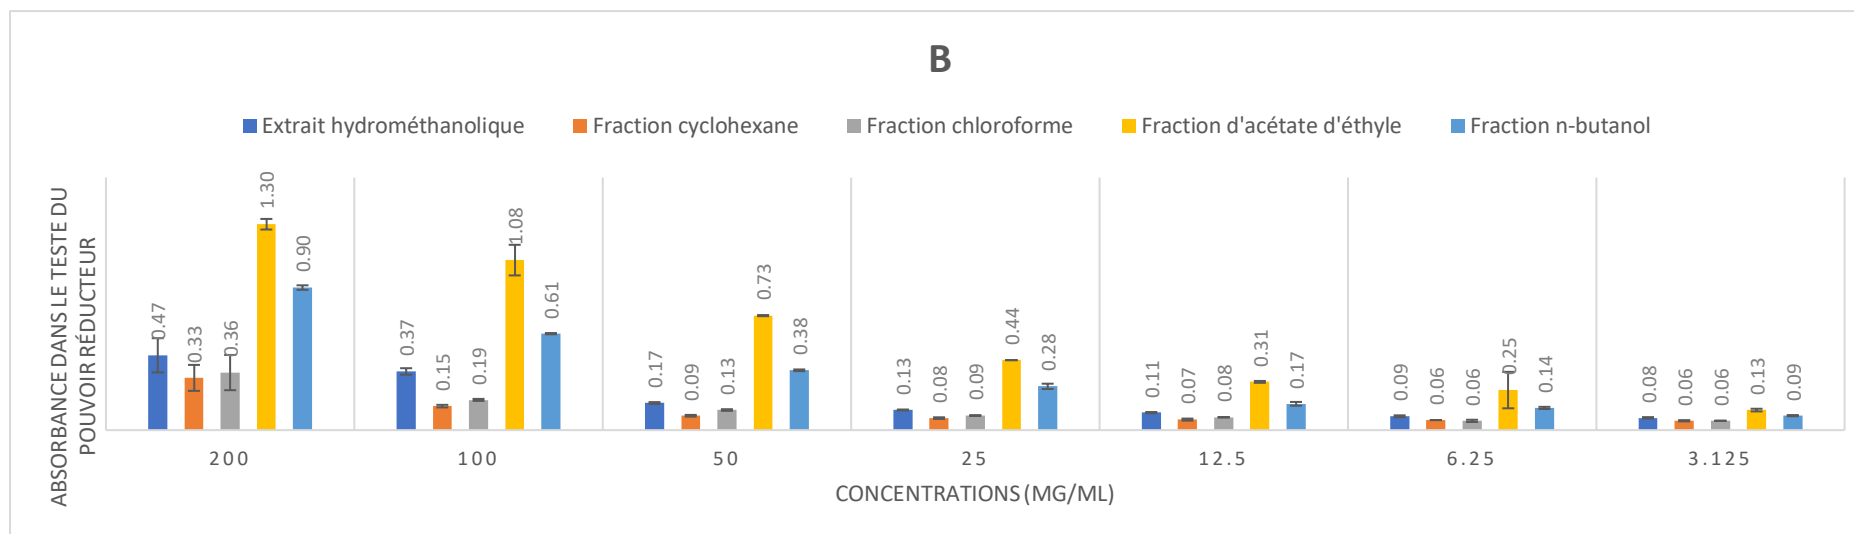 B
Extrait hydrométhanolique Fraction cyclohexane Fraction chloroforme Fraction d'acétate d'éthyle Fraction n-butanol
ABSORBANCE DANS LE TESTE DU
POUVOIR RÉDUCTEUR
0.47 0.33 0.36 1.30 0.90
0.37 0.15 0.19 1.08 0.61
0.17 0.09 0.13 0.73 0.38
0.13 0.08 0.09 0.44 0.28
0.11 0.07 0.08 0.31 0.17
0.09 0.06 0.06 0.25 0.14
0.08 0.06 0.06 0.13 0.09
200 100 50 25 12.5 6.25 3.125
CONCENTRATIONS (MG/ML)